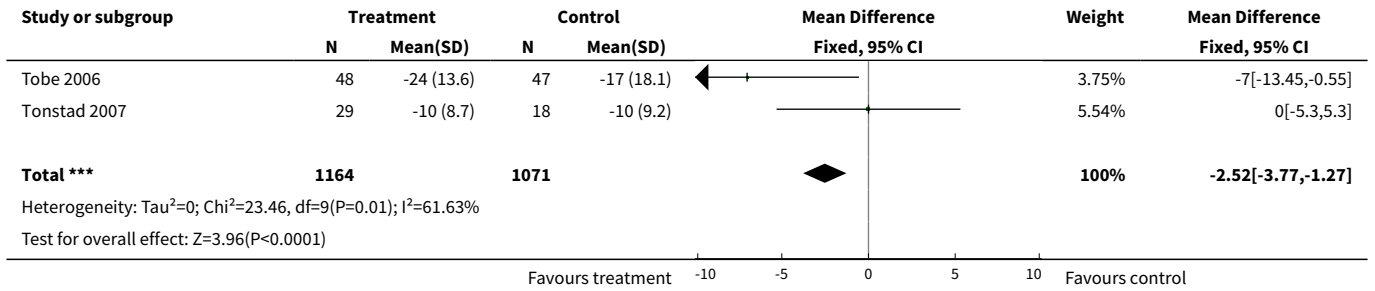 Study or subgroup Treatment Control Mean Difference Weight Mean Difference
N Mean(SD) N Mean(SD) Fixed, 95% CI Fixed, 95% CI
Tobe 2006 48 -24 (13.6) 47 -17 (18.1) 3.75% -7[-13.45,-0.55]
Tonstad 2007 29 -10 (8.7) 18 -10 (9.2) 5.54% 0[-5.3,5.3]
Total *** 1164 1071 100% -2.52[-3.77,-1.27]
Heterogeneity: Tau²=0; Chi²=23.46, df=9(P=0.01); I²=61.63%
Test for overall effect: Z=3.96(P<0.0001)
Favours treatment -10 -5 0 5 10 Favours control